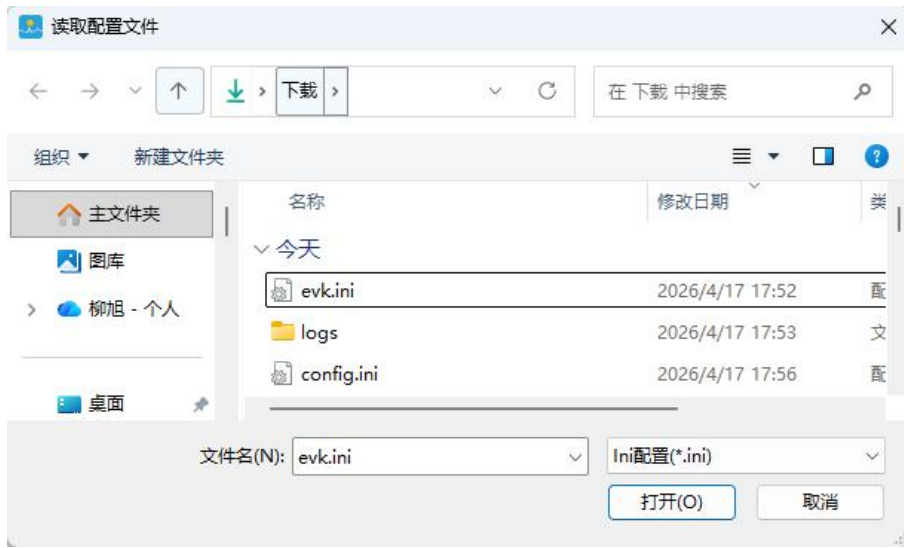 读取配置文件
下载
在 下载 中搜索
组织 新建文件夹
主文件夹
图库
柳旭 - 个人
桌面
名称 修改日期 类
今天
evk.ini 2026/4/17 17:52 配
logs 2026/4/17 17:53 文
config.ini 2026/4/17 17:56 配
文件名(N): evk.ini Ini配置(*.ini)
打开(O) 取消